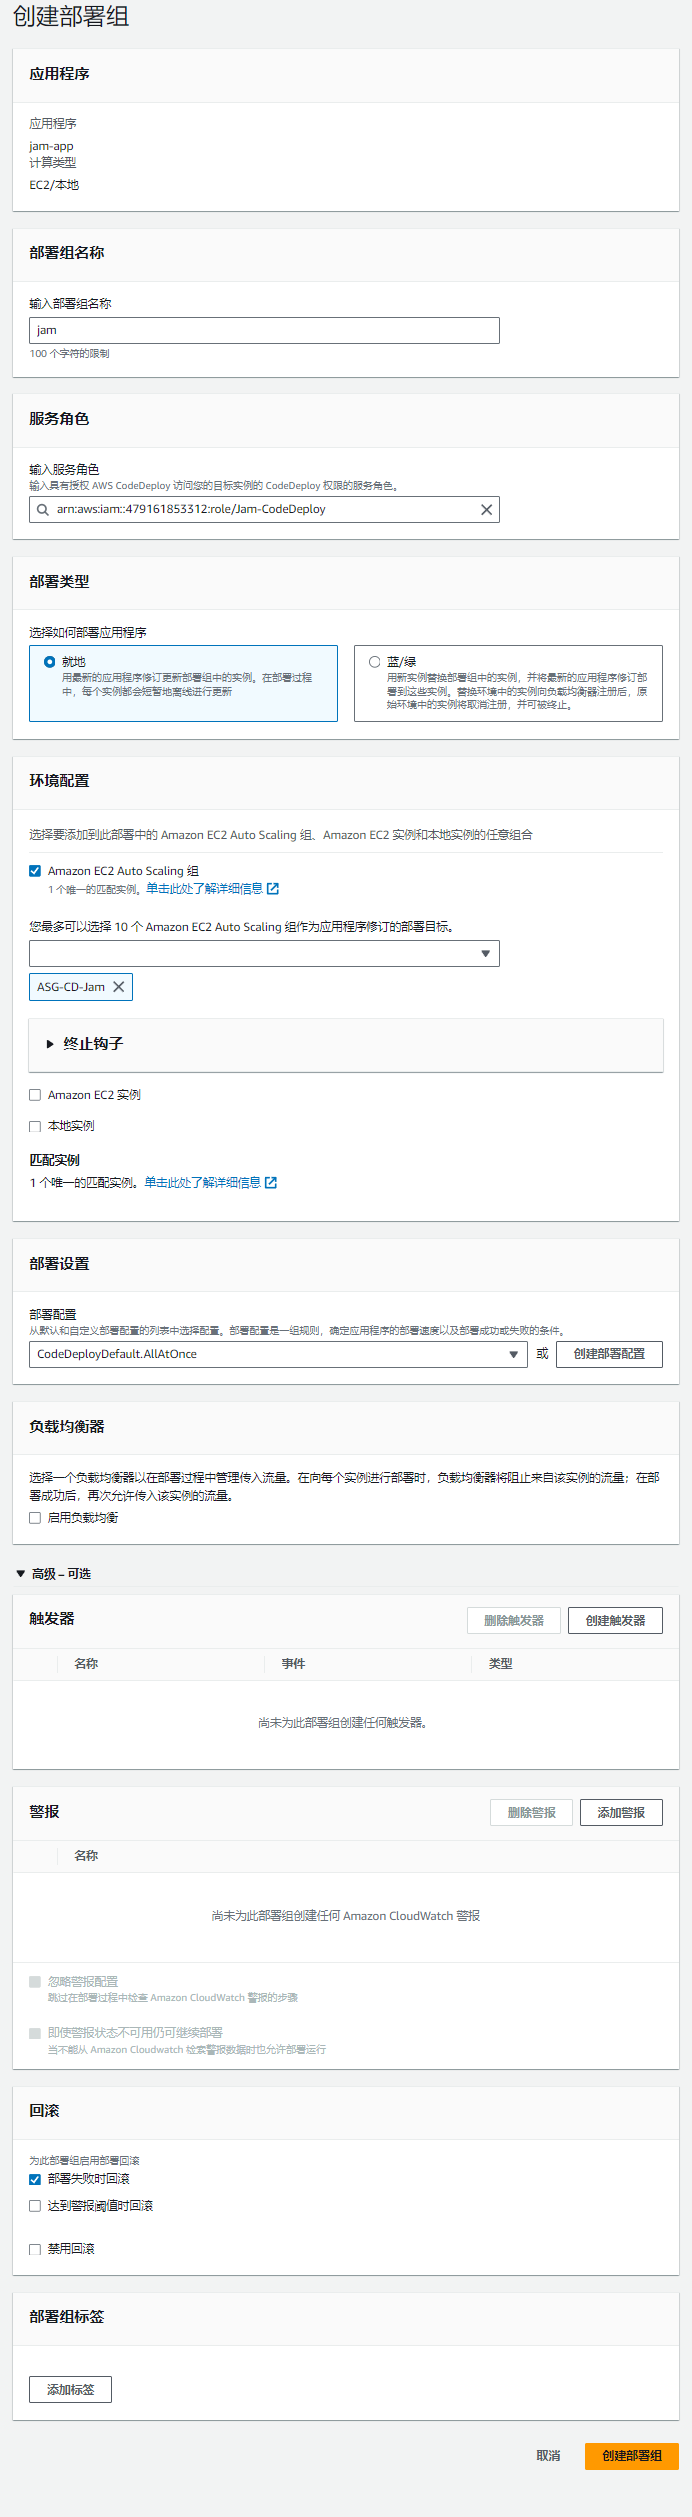 创建部署组
应用程序
应用程序
jam-app
计算类型
EC2/本地
部署组名称
输入部署组名称
jam
100 个字符的限制
服务角色
输入服务角色
输入具有授权 AWS CodeDeploy 访问您的目标实例的 CodeDeploy 权限的服务角色。
arn:aws:iam::479161853312:role/Jam-CodeDeploy
部署类型
选择如何部署应用程序
就地
用最新的应用程序修订更新部署组中的实例。在部署过程
中，每个实例都会短暂地离线进行更新
蓝/绿
用新实例替换部署组中的实例，并将最新的应用程序修订部
署到这些实例。替换环境中的实例向负载均衡器注册后，原
始环境中的实例将取消注册，并可被终止。
环境配置
选择要添加到此部署中的 Amazon EC2 Auto Scaling 组、Amazon EC2 实例和本地实例的任意组合
Amazon EC2 Auto Scaling 组
1 个唯一的匹配实例。单击此处了解详细信息
您最多可以选择 10 个 Amazon EC2 Auto Scaling 组作为应用程序修订的部署目标。
ASG-CD-Jam
终止钩子
Amazon EC2 实例
本地实例
匹配实例
1 个唯一的匹配实例。单击此处了解详细信息
部署设置
部署配置
从默认和自定义部署配置的列表中选择配置。部署配置是一组规则，确定应用程序的部署速度以及部署成功或失败的条件。
CodeDeployDefault.AllAtOnce 或 创建部署配置
负载均衡器
选择一个负载均衡器以在部署过程中管理传入流量。在向每个实例进行部署时，负载均衡器将阻止来自该实例的流量；在部
署成功后，再次允许传入该实例的流量。
启用负载均衡
高级 – 可选
触发器 删除触发器 创建触发器
名称 事件 类型
尚未为此部署组创建任何触发器。
警报 删除警报 添加警报
名称
尚未为此部署组创建任何 Amazon CloudWatch 警报
忽略警报配置
跳过在部署过程中检查 Amazon CloudWatch 警报的步骤
即使警报状态不可用仍可继续部署
当不能从 Amazon Cloudwatch 检索警报数据时也允许部署运行
回滚
为此部署组启用部署回滚
部署失败时回滚
达到警报阈值时回滚
禁用回滚
部署组标签
添加标签
取消 创建部署组